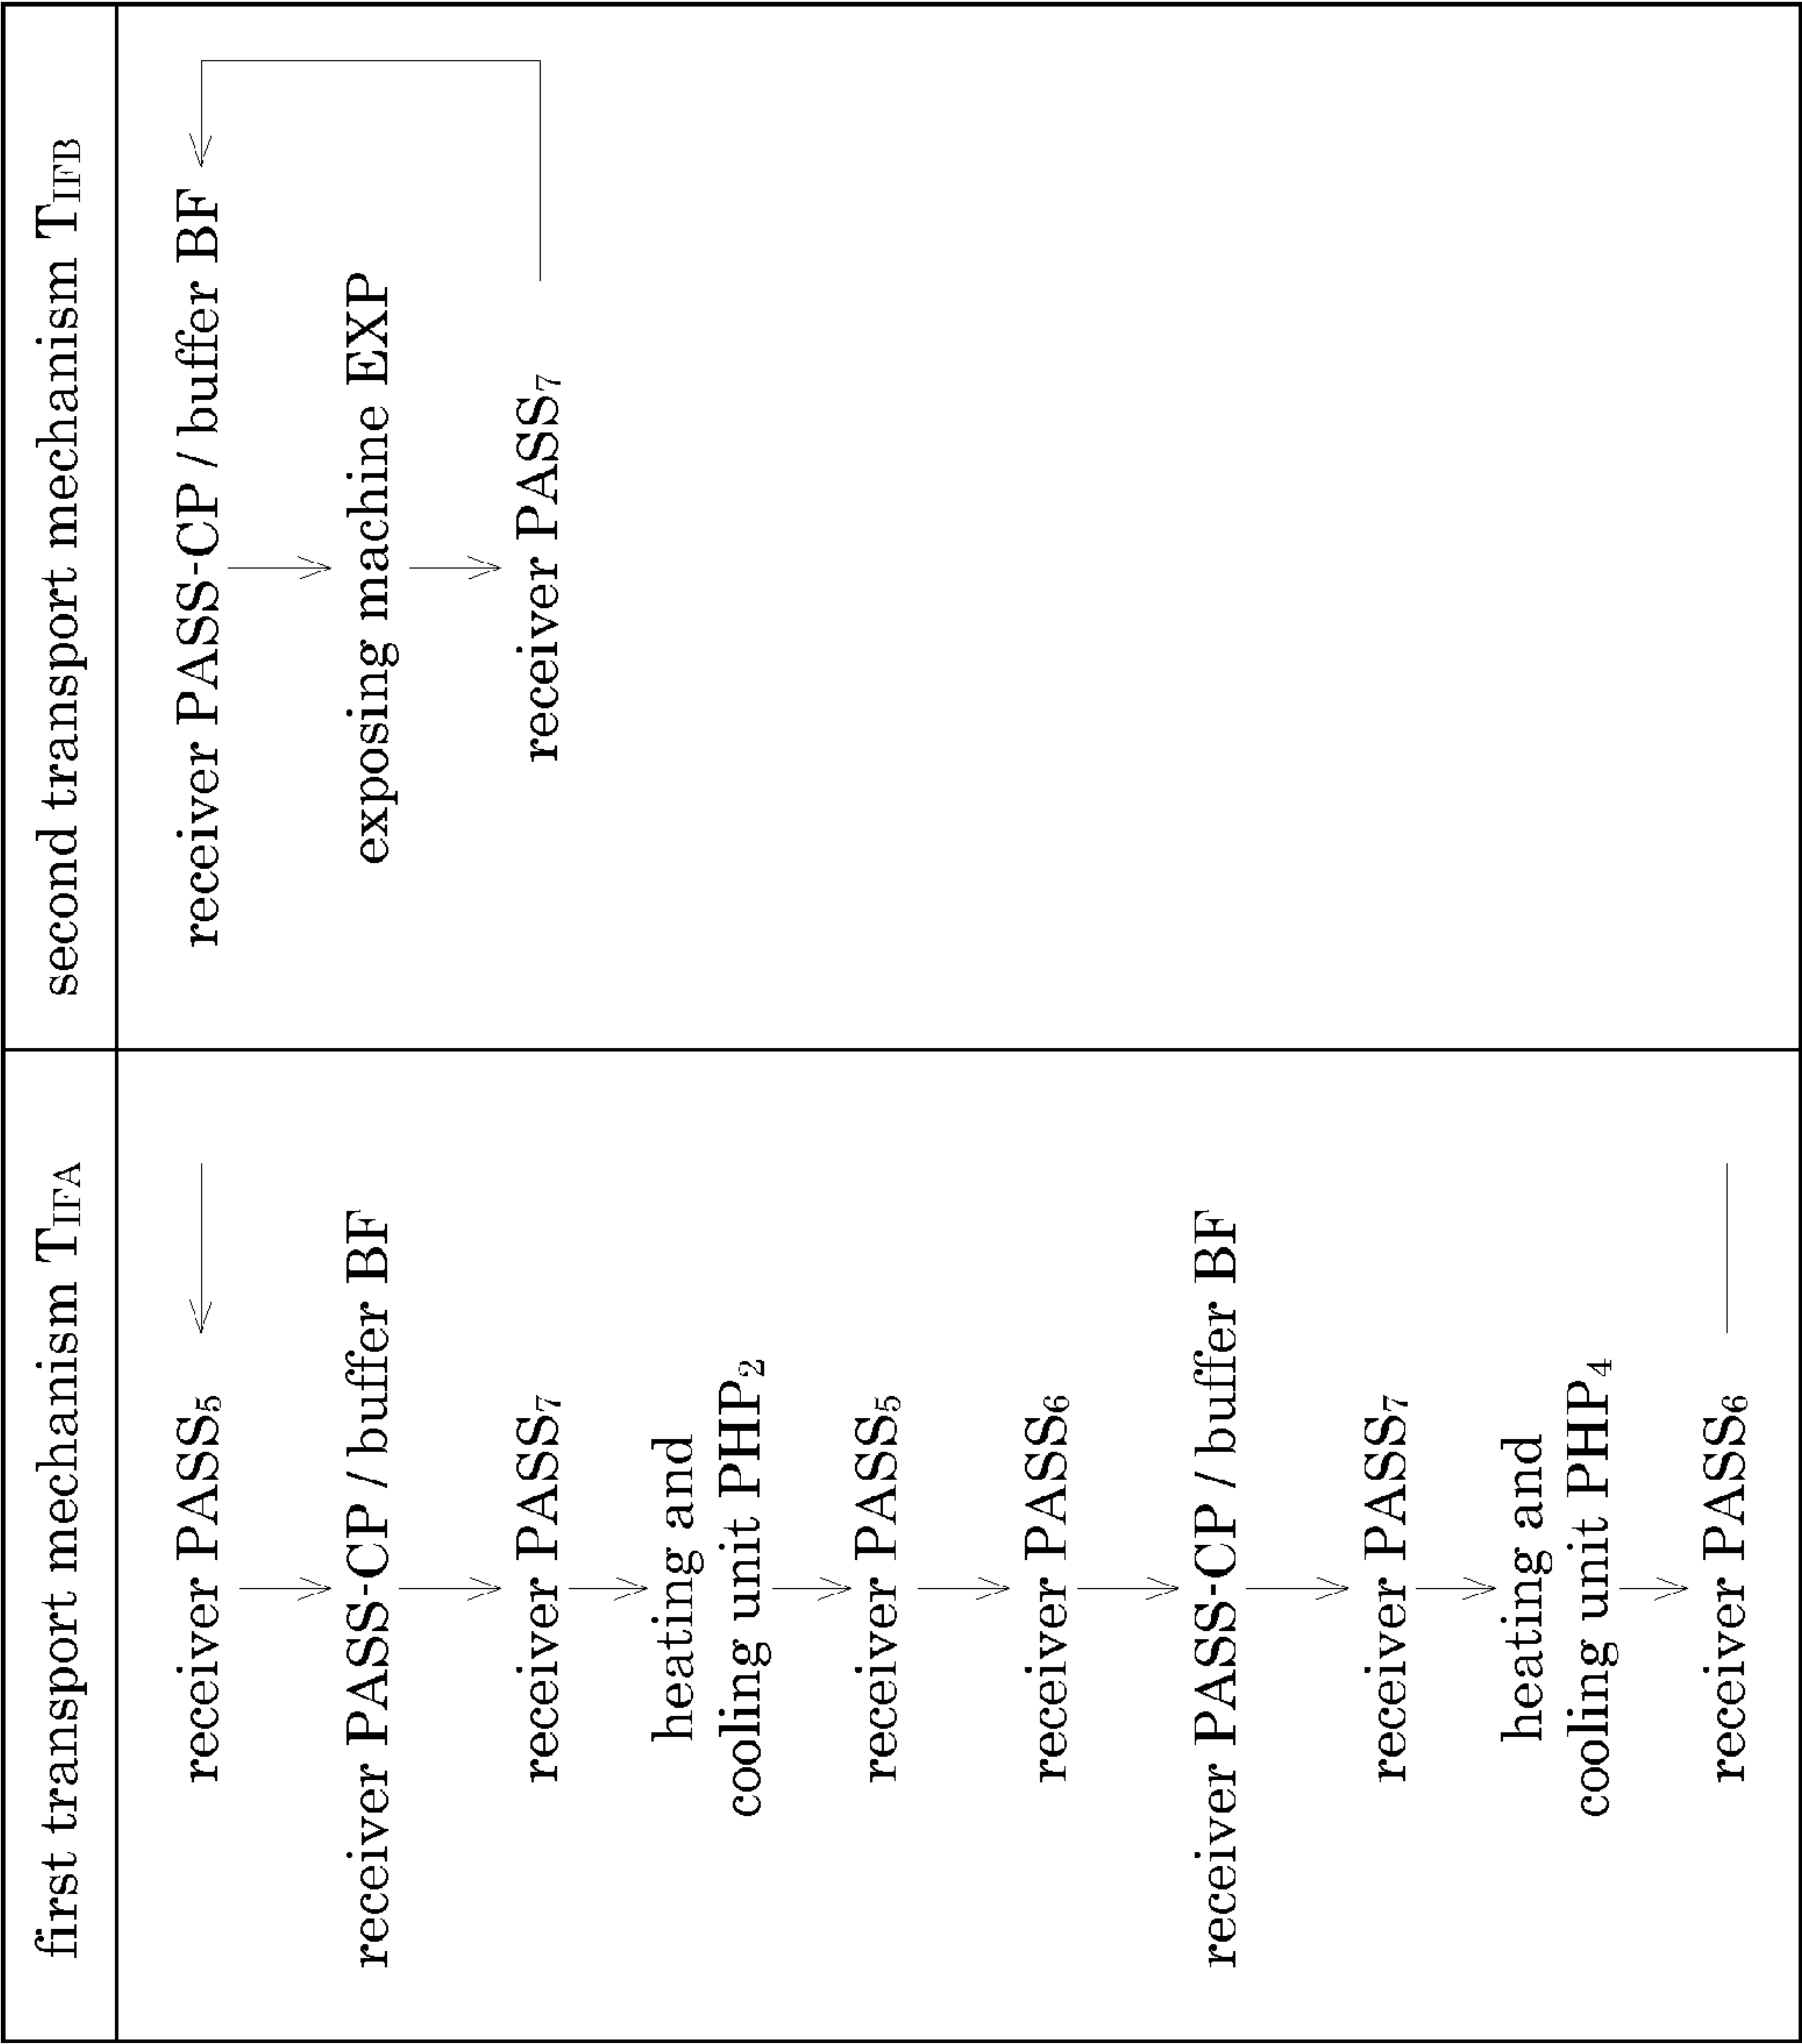 first transport mechanism TIFA
receiver PASS5
receiver PASS-CP / buffer BF
receiver PASS7
heating and
cooling unit PHP2
receiver PASS5
receiver PASS6
receiver PASS-CP / buffer BF
receiver PASS7
heating and
cooling unit PHP4
receiver PASS6
second transport mechanism TIFB
receiver PASS-CP / buffer BF
exposing machine EXP
receiver PASS7